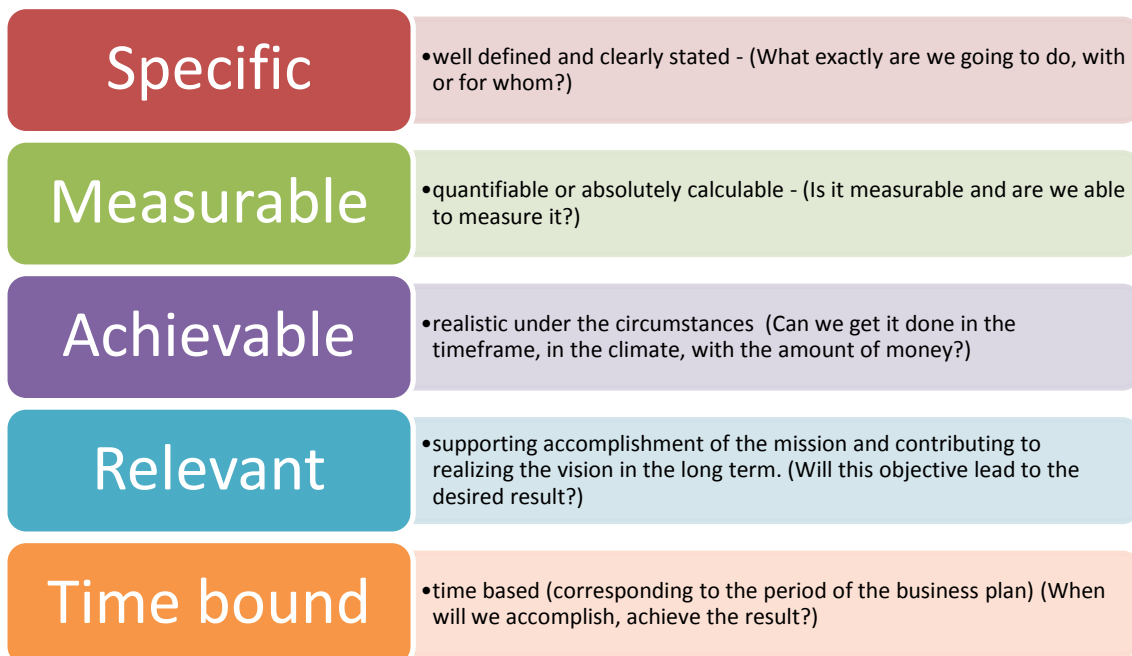 Specific
•well defined and clearly stated - (What exactly are we going to do, with
or for whom?)
Measurable
•quantifiable or absolutely calculable - (Is it measurable and are we able
to measure it?)
Achievable
•realistic under the circumstances  (Can we get it done in the
timeframe, in the climate, with the amount of money?)
Relevant
•supporting accomplishment of the mission and contributing to
realizing the vision in the long term. (Will this objective lead to the
desired result?)
Time bound
•time based (corresponding to the period of the business plan) (When
will we accomplish, achieve the result?)